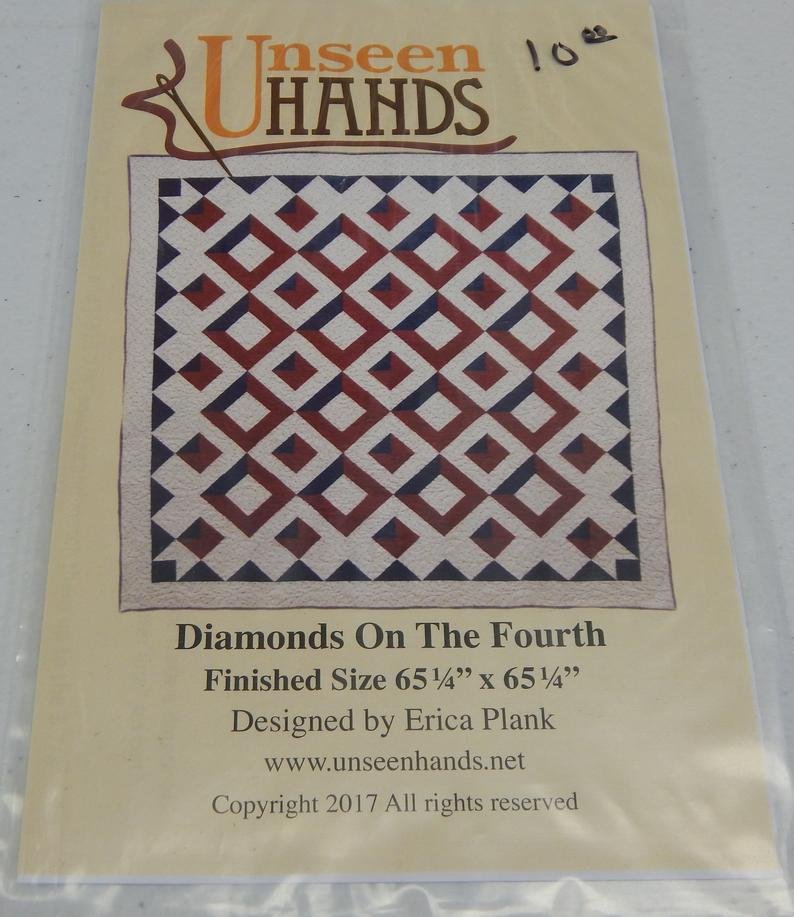 Unseen
HANDS
10⁰⁰
Diamonds On The Fourth
Finished Size 65 ¼” x 65 ¼”
Designed by Erica Plank
www.unseenhands.net
Copyright 2017 All rights reserved